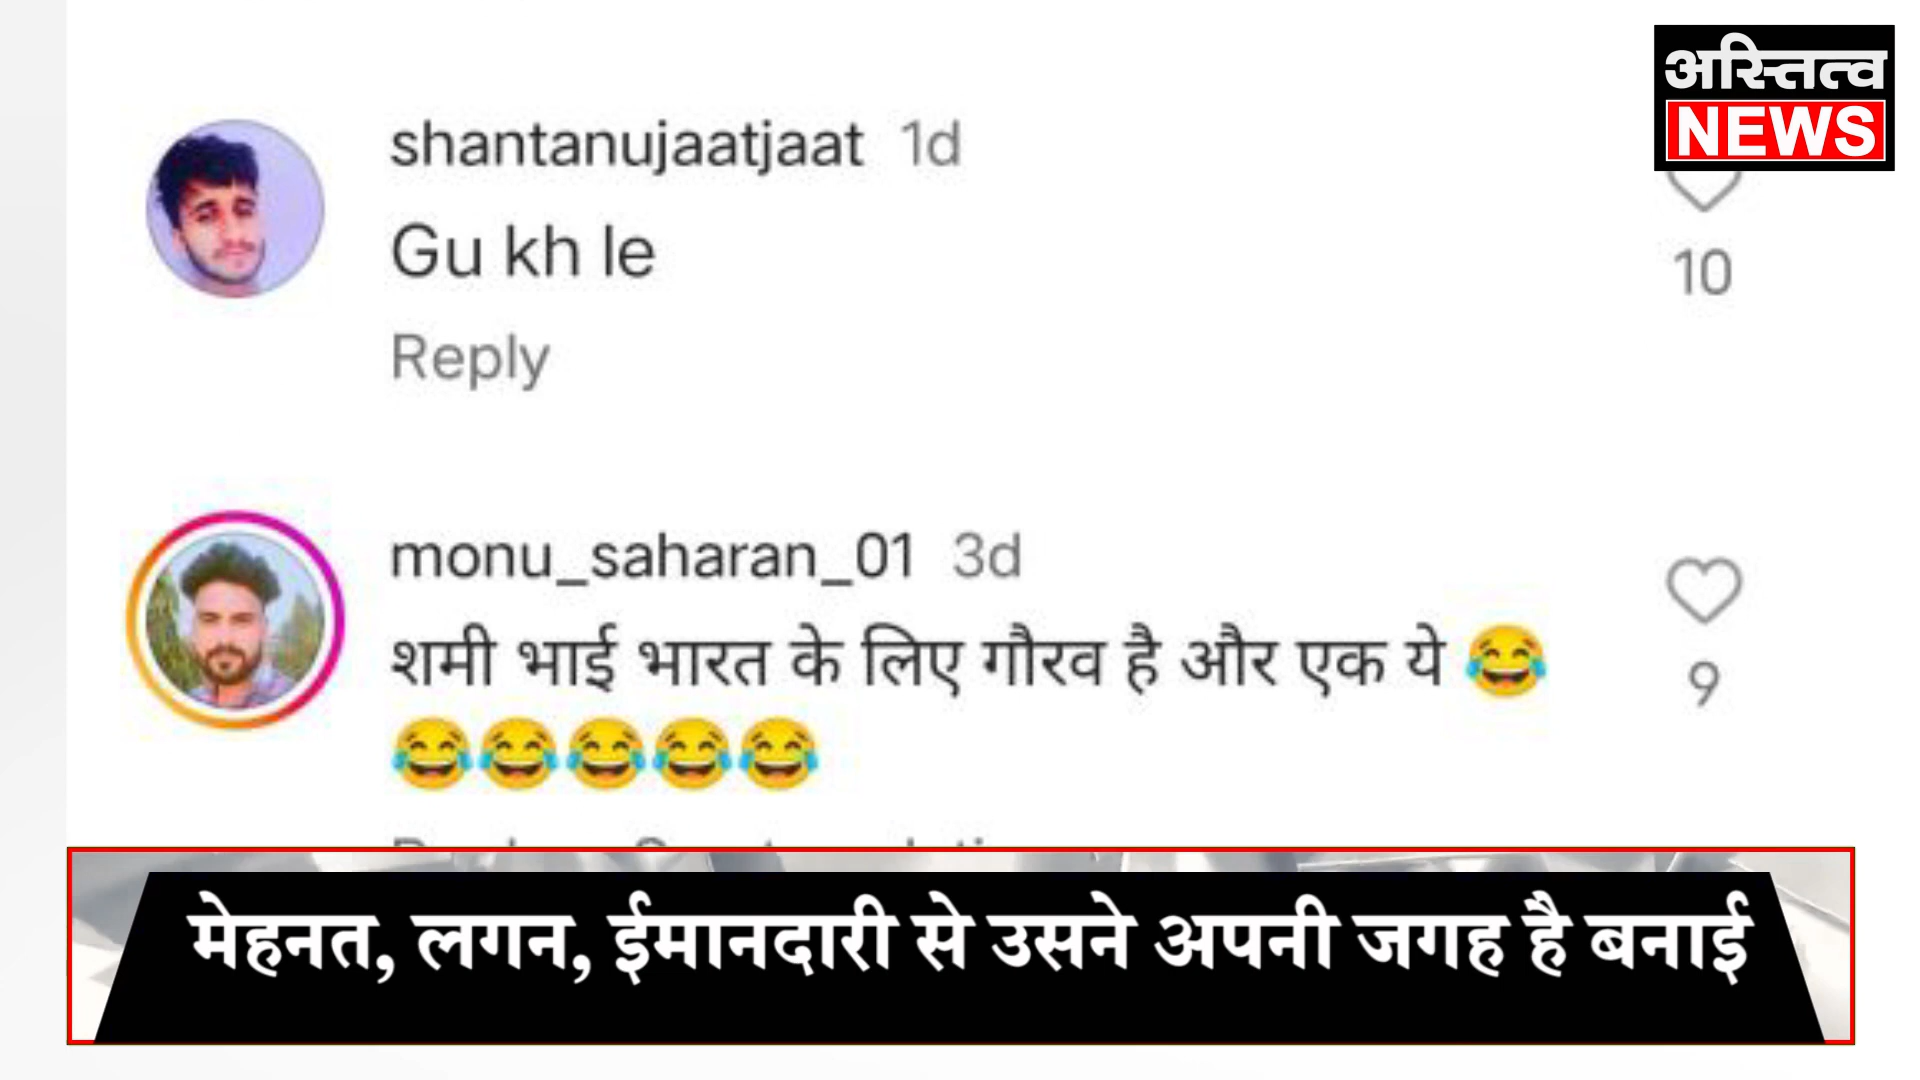 अस्तित्व
NEWS
shantanujaatjaat 1d
Gu kh le
10
Reply
monu_saharan_01 3d
शमी भाई भारत के लिए गौरव है और एक ये 😂
😂😂😂😂😂
9
मेहनत, लगन, ईमानदारी से उसने अपनी जगह है बनाई